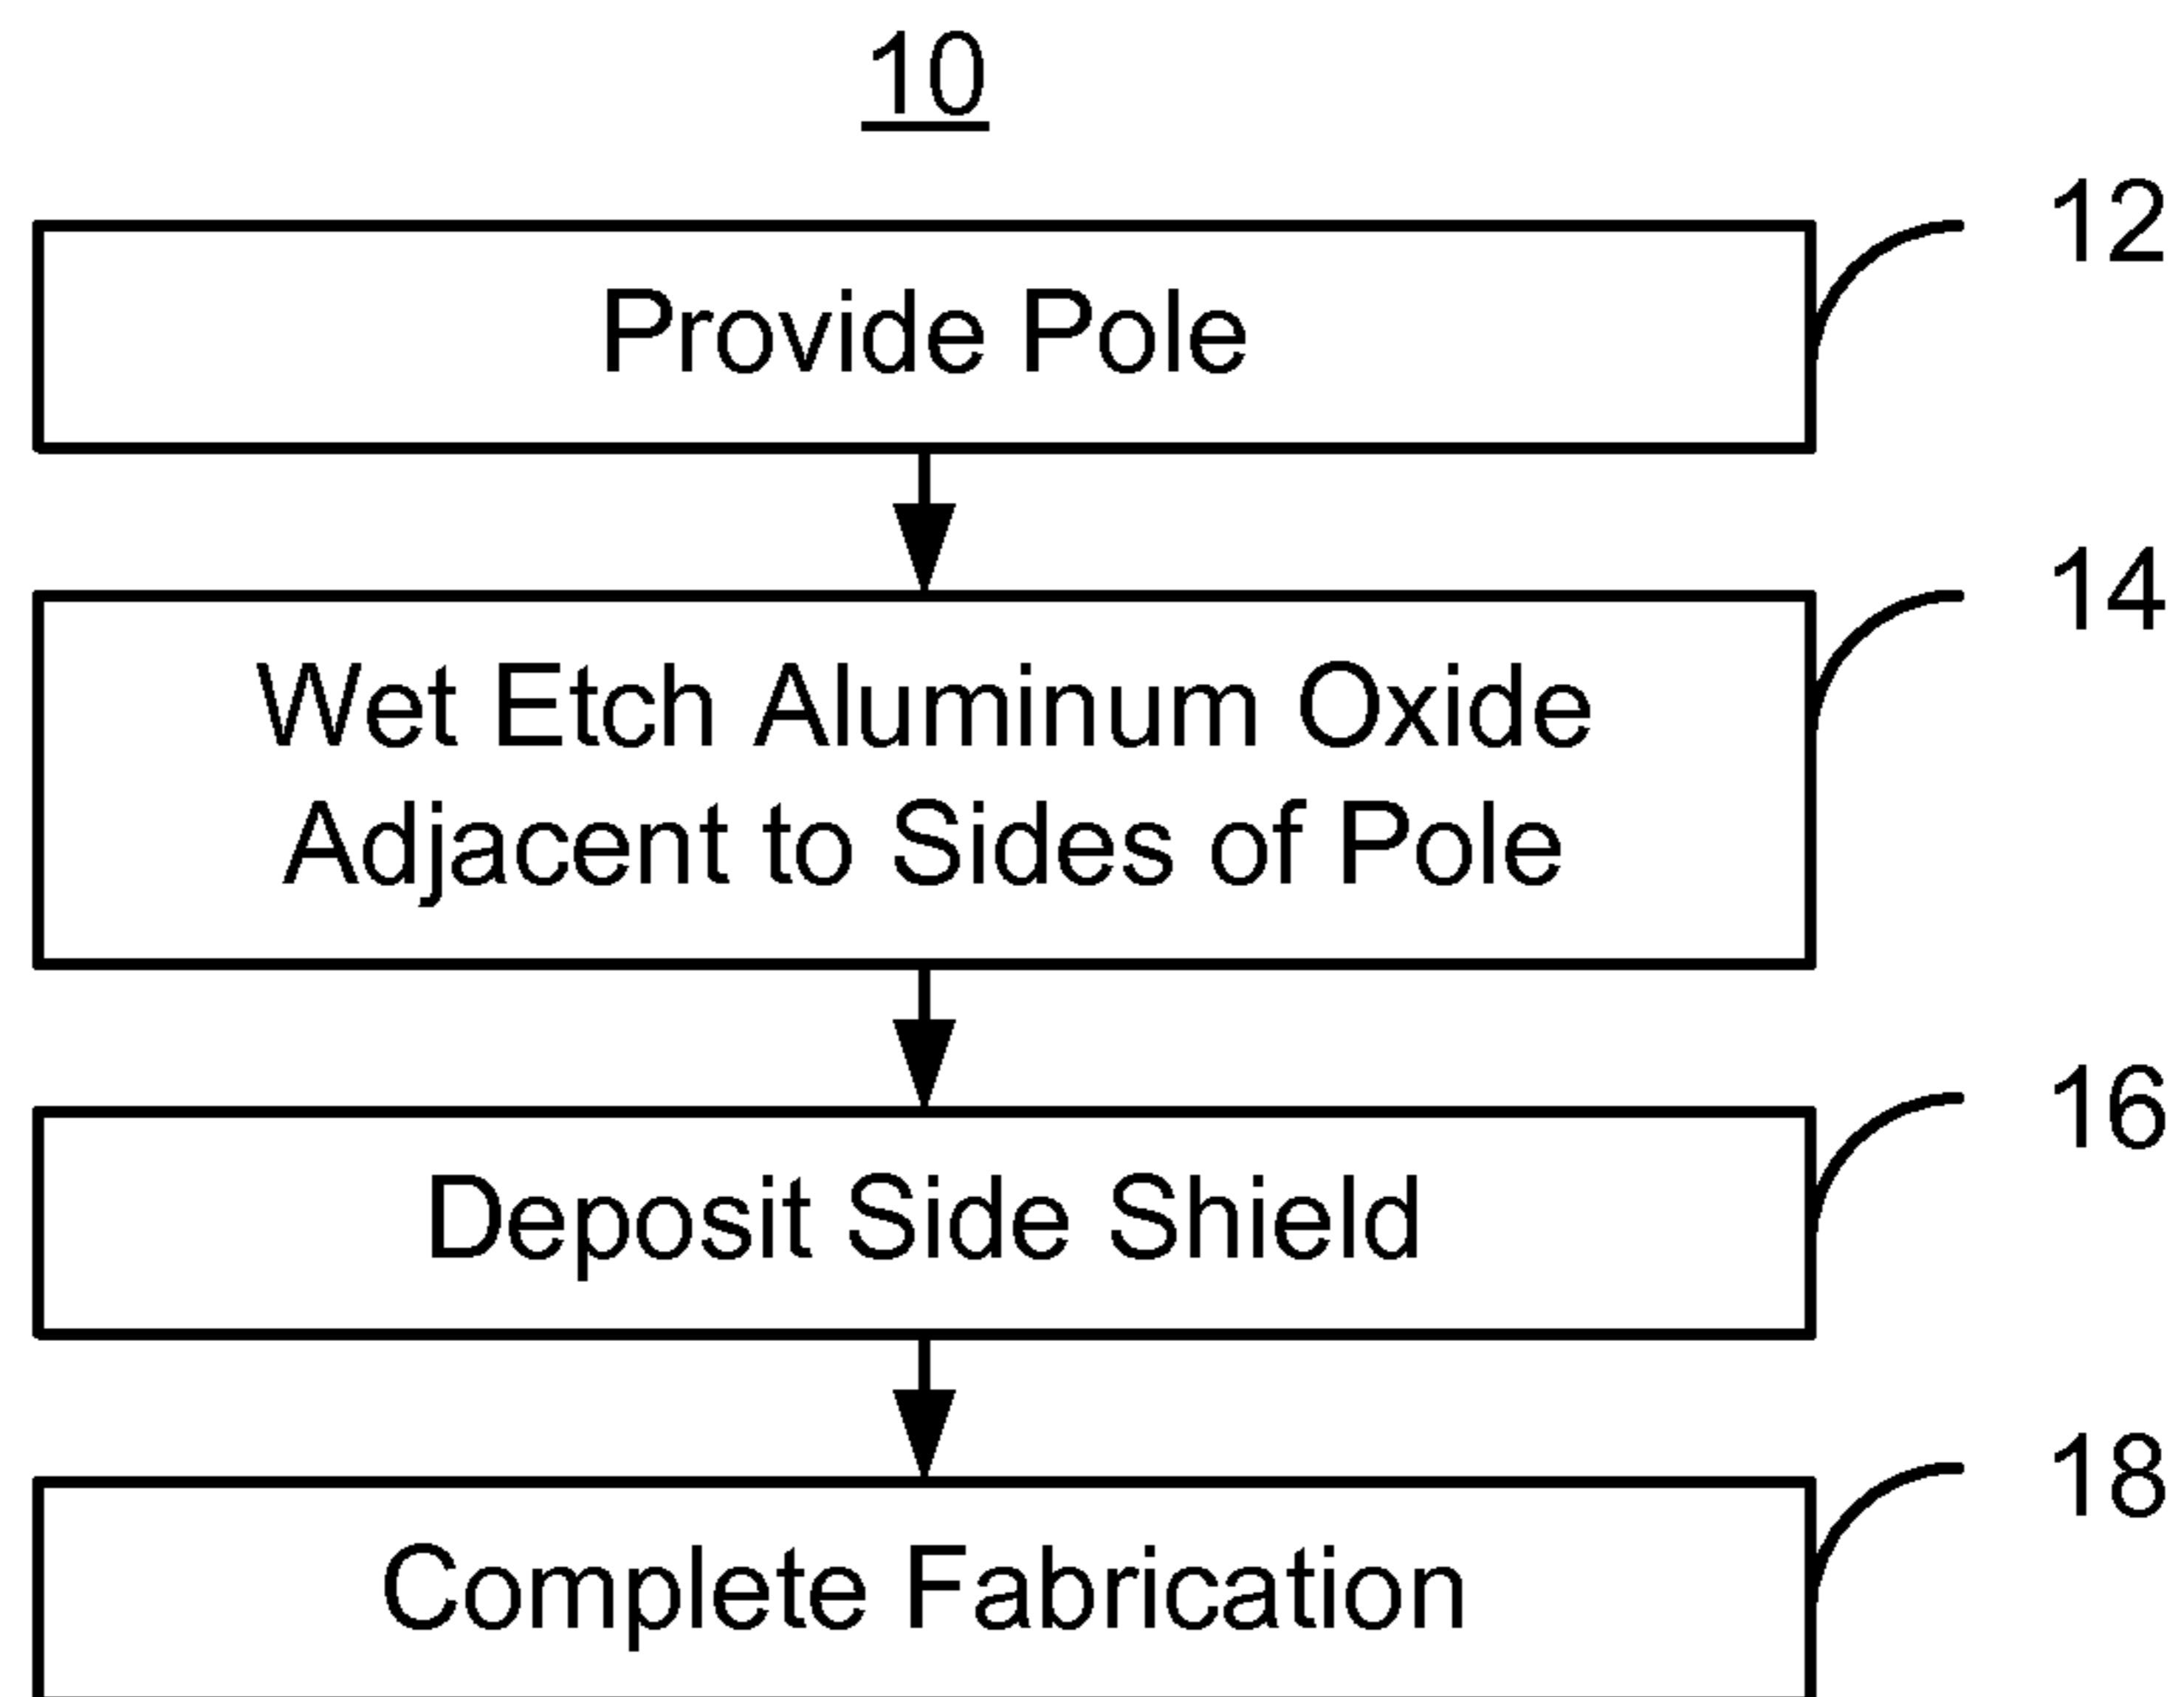 10
12
Provide Pole
14
Wet Etch Aluminum Oxide
Adjacent to Sides of Pole
16
Deposit Side Shield
18
Complete Fabrication